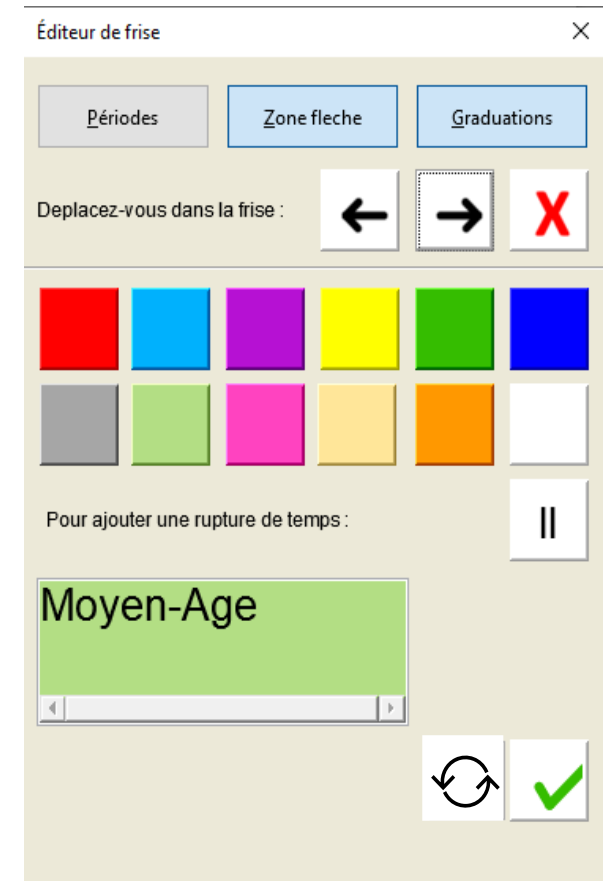 Éditeur de frise
Périodes Zone fleche Graduations
Deplacez-vous dans la frise : X
Pour ajouter une rupture de temps : II
Moyen-Age